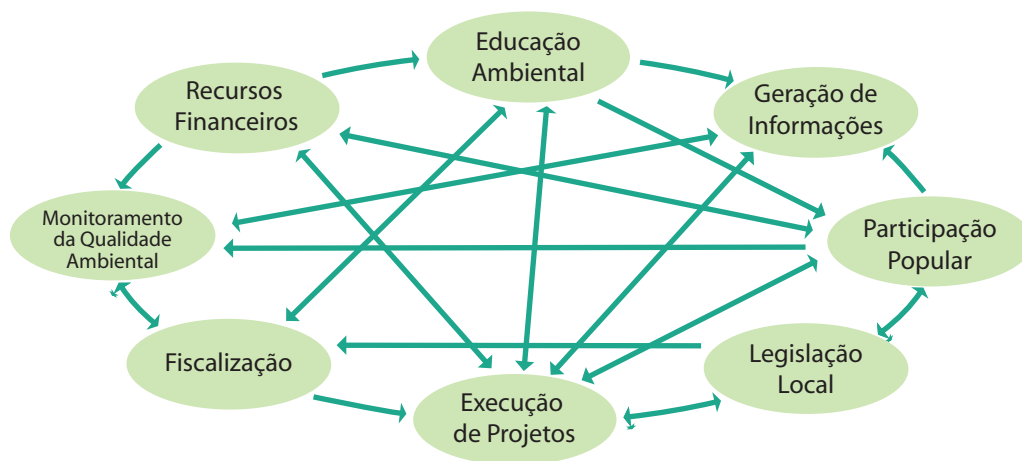 Educação
Ambiental
Recursos
Financeiros
Geração de
Informações
Monitoramento
da Qualidade
Ambiental
Participação
Popular
Fiscalização
Legislação
Local
Execução
de Projetos